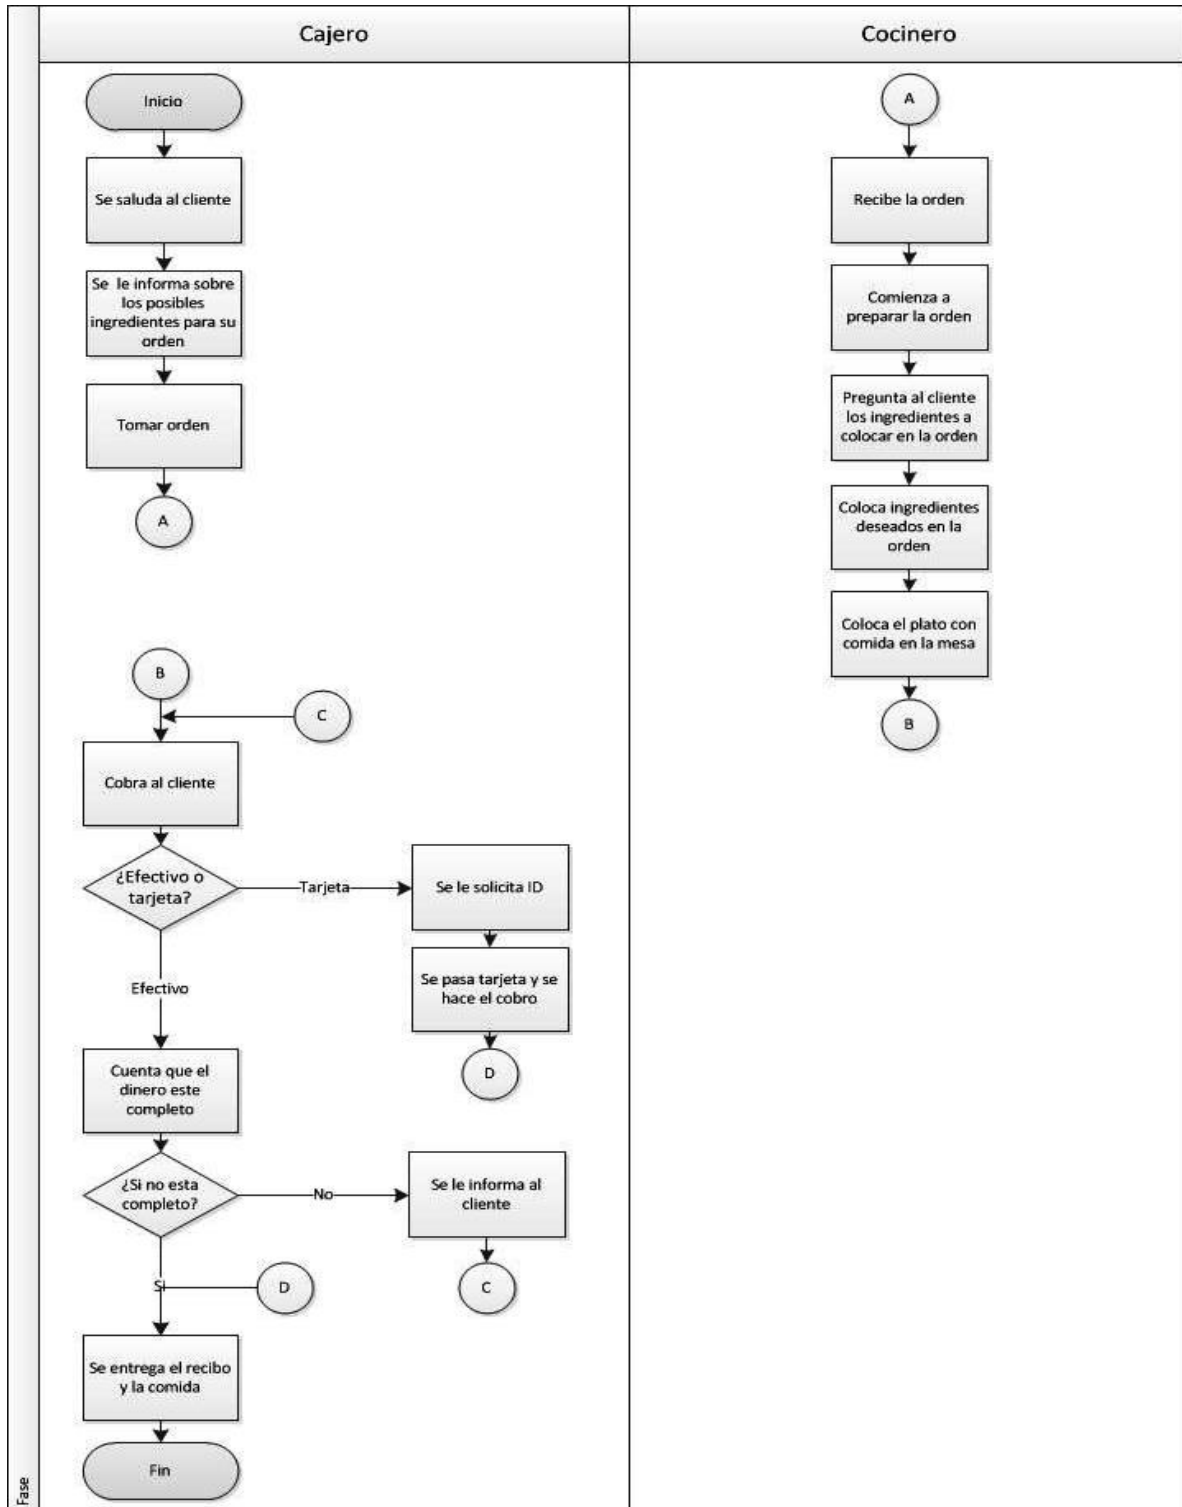 Cajero
Cocinero
Inicio
Se saluda al cliente
Se le informa sobre
los posibles
ingredientes para su
orden
Tomar orden
A
B
C
Cobra al cliente
¿Efectivo o
tarjeta?
Tarjeta
Se le solicita ID
Se pasa tarjeta y se
hace el cobro
D
Efectivo
Cuenta que el
dinero este
completo
¿Si no esta
completo?
No
Se le informa al
cliente
C
Si
D
Se entrega el recibo
y la comida
Fin
A
Recibe la orden
Comienza a
preparar la orden
Pregunta al cliente
los ingredientes a
colocar en la orden
Coloca ingredientes
deseados en la
orden
Coloca el plato con
comida en la mesa
B
Fase